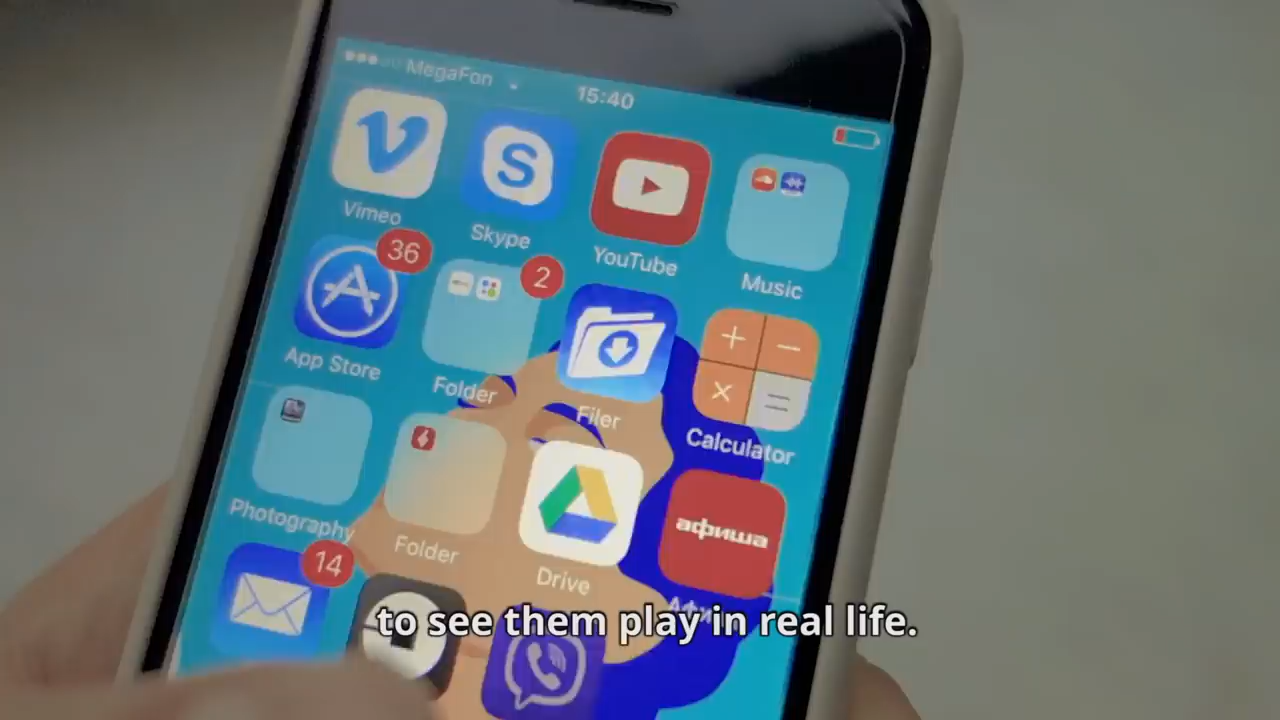 MegaFon
15:40
Vimeo
Skype
YouTube
Music
36
2
App Store
Folder
Filer
Calculator
Photography
Folder
Drive
афиша
14
to see them play in real life.